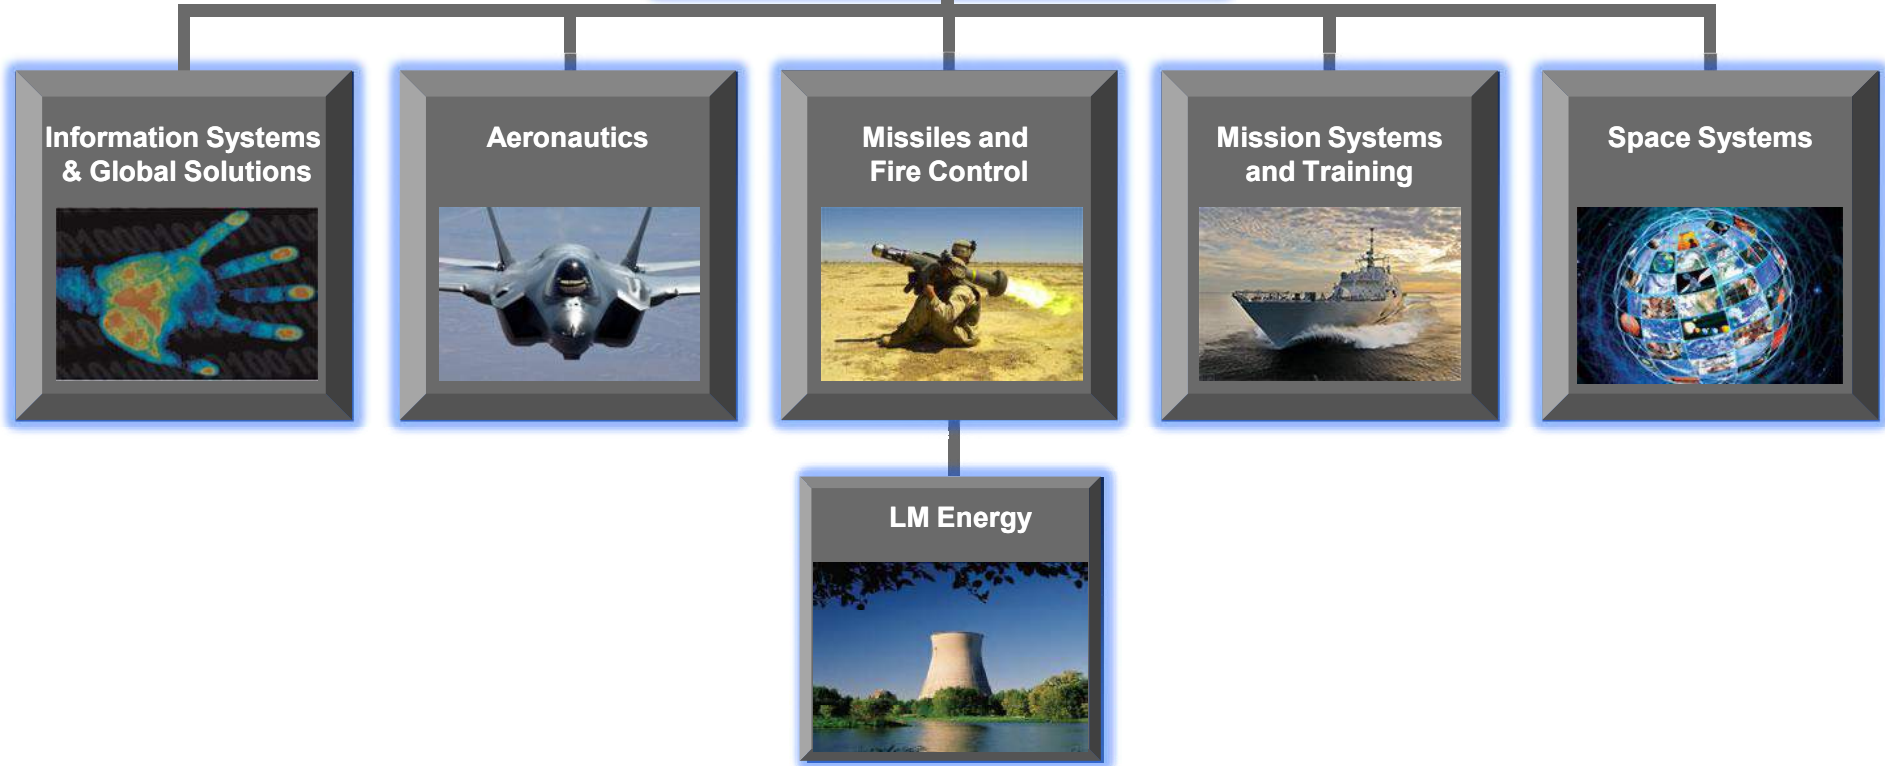 Information Systems
& Global Solutions
Aeronautics
Missiles and
Fire Control
Mission Systems
and Training
Space Systems
LM Energy